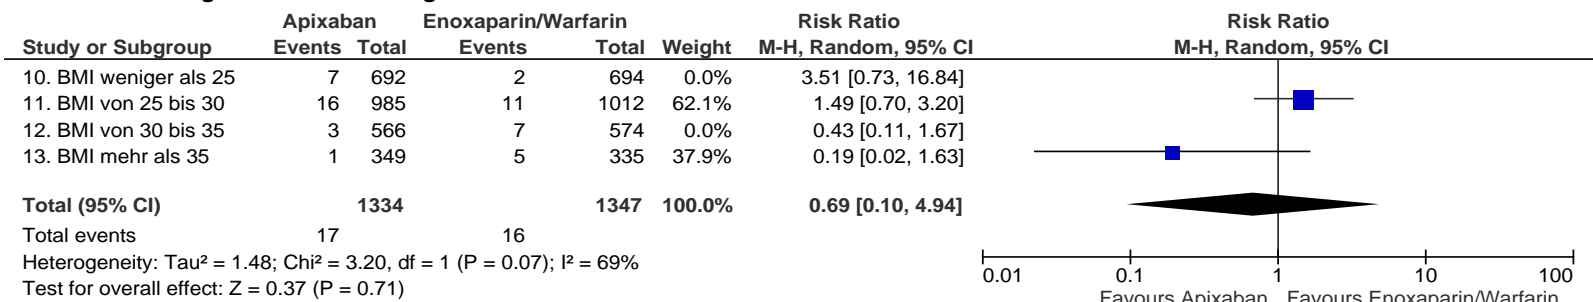 Apixaban Enoxaparin/Warfarin Risk Ratio Risk Ratio
Study or Subgroup Events Total Events Total Weight M-H, Random, 95% CI M-H, Random, 95% CI
10. BMI weniger als 25 7 692 2 694 0.0% 3.51 [0.73, 16.84]
11. BMI von 25 bis 30 16 985 11 1012 62.1% 1.49 [0.70, 3.20]
12. BMI von 30 bis 35 3 566 7 574 0.0% 0.43 [0.11, 1.67]
13. BMI mehr als 35 1 349 5 335 37.9% 0.19 [0.02, 1.63]
Total (95% CI) 1334 1347 100.0% 0.69 [0.10, 4.94]
Total events 17 16
Heterogeneity: Tau² = 1.48; Chi² = 3.20, df = 1 (P = 0.07); I² = 69%
Test for overall effect: Z = 0.37 (P = 0.71)
0.01 0.1 1 10 100
Favours Apixaban Favours Enoxaparin/Warfarin